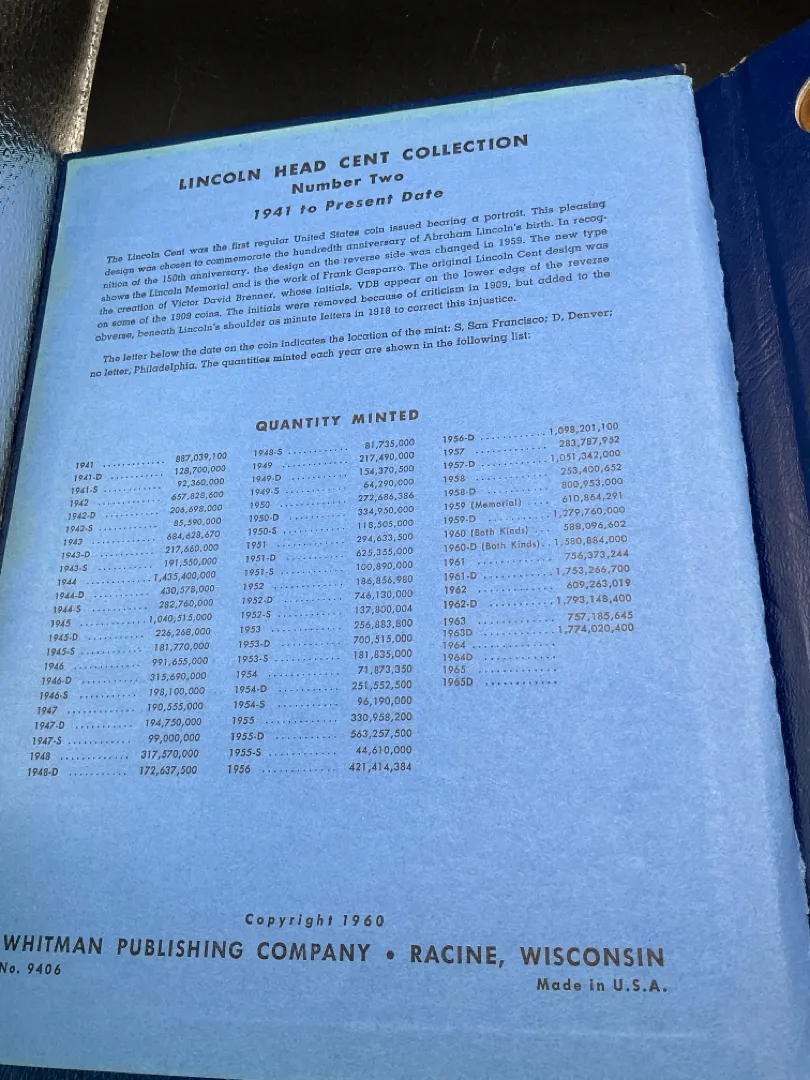 LINCOLN HEAD CENT COLLECTION
Number Two
1941 to Present Date
The Lincoln Cent was the first regular United States coin issued bearing a portrait. This pleasing
design was chosen to commemorate the hundredth anniversary of Abraham Lincoln's birth. In recog-
nition of the 150th anniversary, the design on the reverse side was changed in 1959. The new type
shows the Lincoln Memorial and is the work of Frank Gasparro. The original Lincoln Cent design was
the creation of Victor David Brenner, whose initials, VDB appear on the lower edge of the reverse
on some of the 1909 coins. The initials were removed because of criticism in 1909, but added to the
obverse, beneath Lincoln's shoulder as minute letters in 1918 to correct this injustice.
The letter below the date on the coin indicates the location of the mint: S, San Francisco; D, Denver;
no letter, Philadelphia. The quantities minted each year are shown in the following list:
QUANTITY MINTED
1941 ............. 887,039,100
1941-D ........... 128,700,000
1941-S ........... 92,360,000
1942 ............. 657,828,600
1942-D ........... 206,698,000
1942-S ........... 85,590,000
1943 ............. 684,628,670
1943-D ........... 217,660,000
1943-S ........... 191,550,000
1944 ............. 1,435,400,000
1944-D ........... 430,578,000
1944-S ........... 282,760,000
1945 ............. 1,040,515,000
1945-D ........... 226,268,000
1945-S ........... 181,770,000
1946 ............. 991,655,000
1946-D ........... 315,690,000
1946-S ........... 198,100,000
1947 ............. 190,555,000
1947-D ........... 194,750,000
1947-S ........... 99,000,000
1948 ............. 317,570,000
1948-D ........... 172,637,500
1948-S ........... 81,735,000
1949 ............. 217,490,000
1949-D ........... 154,370,500
1949-S ........... 64,290,000
1950 ............. 272,686,386
1950-D ........... 334,950,000
1950-S ........... 118,505,000
1951 ............. 294,633,500
1951-D ........... 625,355,000
1951-S ........... 100,890,000
1952 ............. 186,856,980
1952-D ........... 746,130,000
1952-S ........... 137,800,004
1953 ............. 256,883,800
1953-D ........... 700,515,000
1953-S ........... 181,835,000
1954 ............. 71,873,350
1954-D ........... 251,552,500
1954-S ........... 96,190,000
1955 ............. 330,958,200
1955-D ........... 563,257,500
1955-S ........... 44,610,000
1956 ............. 421,414,384
1956-D ........... 1,098,201,100
1957 ............. 283,787,952
1957-D ........... 1,051,342,000
1958 ............. 253,400,652
1958-D ........... 800,953,000
1959 (Memorial) .... 610,864,291
1959-D ........... 1,279,760,000
1960 (Both Kinds) ... 588,096,602
1960-D (Both Kinds) .. 1,580,884,000
1961 ............. 756,373,244
1961-D ........... 1,753,266,700
1962 ............. 609,263,019
1962-D ........... 1,793,148,400
1963 ............. 757,185,645
1963D ............ 1,774,020,400
1964 .............
1964D ............
1965 .............
1965D ............
Copyright 1960
WHITMAN PUBLISHING COMPANY • RACINE, WISCONSIN
No. 9406
Made in U.S.A.